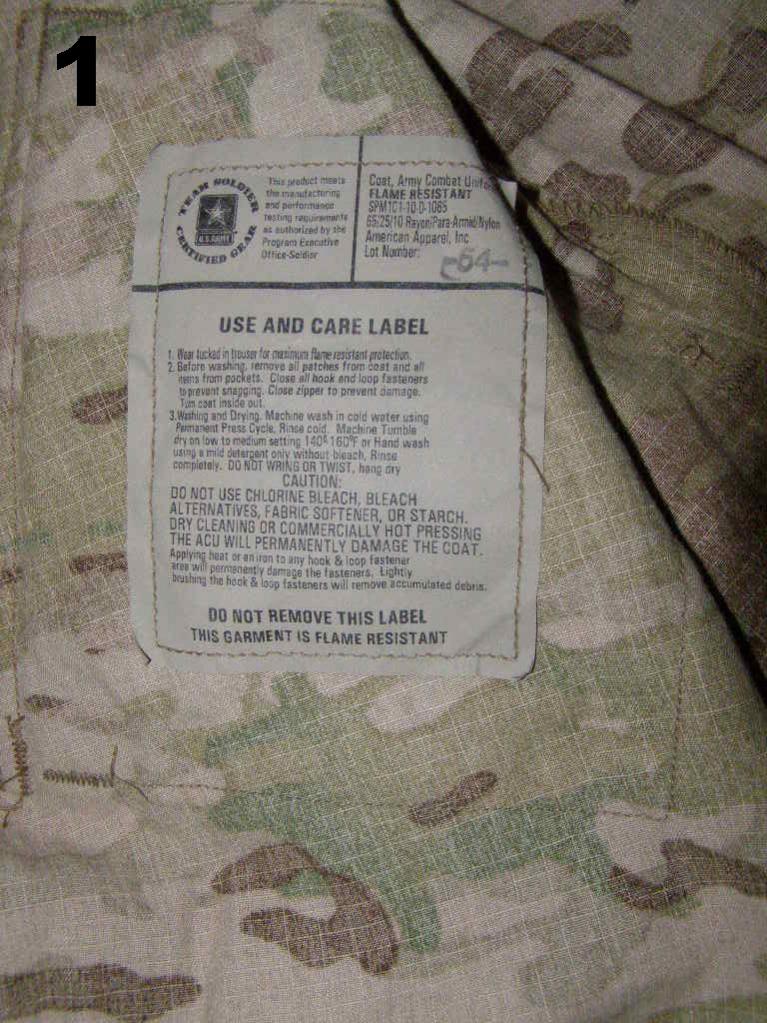 1
TEAM SOLDIER
U.S. ARMY
CERTIFIED GEAR
This product meets
the manufacturing
and performance
testing requirements
as authorized by the
Program Executive
Office-Soldier
Coat, Army Combat
FLAME RESISTANT
SPM1C1-10-D-1065
65/25/10 Rayon/Para-Aramid/Nylon
American Apparel, Inc
Lot Number:
64
USE AND CARE LABEL
1. Wear tucked in trouser for maximum flame resistant protection.
2. Before washing, remove all patches from coat and all
items from pockets. Close all hook and loop fasteners
to prevent snagging. Close zipper to prevent damage.
Turn coat inside out.
3.Washing and Drying. Machine wash in cold water using
Permanent Press Cycle, Rinse cold. Machine Tumble
dry on low to medium setting 140° 160°F or Hand wash
using a mild detergent only without bleach, Rinse
completely. DO NOT WRING OR TWIST, hang dry
CAUTION:
DO NOT USE CHLORINE BLEACH, BLEACH
ALTERNATIVES, FABRIC SOFTENER, OR STARCH.
DRY CLEANING OR COMMERCIALLY HOT PRESSING
THE ACU WILL PERMANENTLY DAMAGE THE COAT.
Applying heat or an iron to any hook & loop fastener
area will permanently damage the fasteners. Lightly
brushing the hook & loop fasteners will remove accumulated debris.
DO NOT REMOVE THIS LABEL
THIS GARMENT IS FLAME RESISTANT